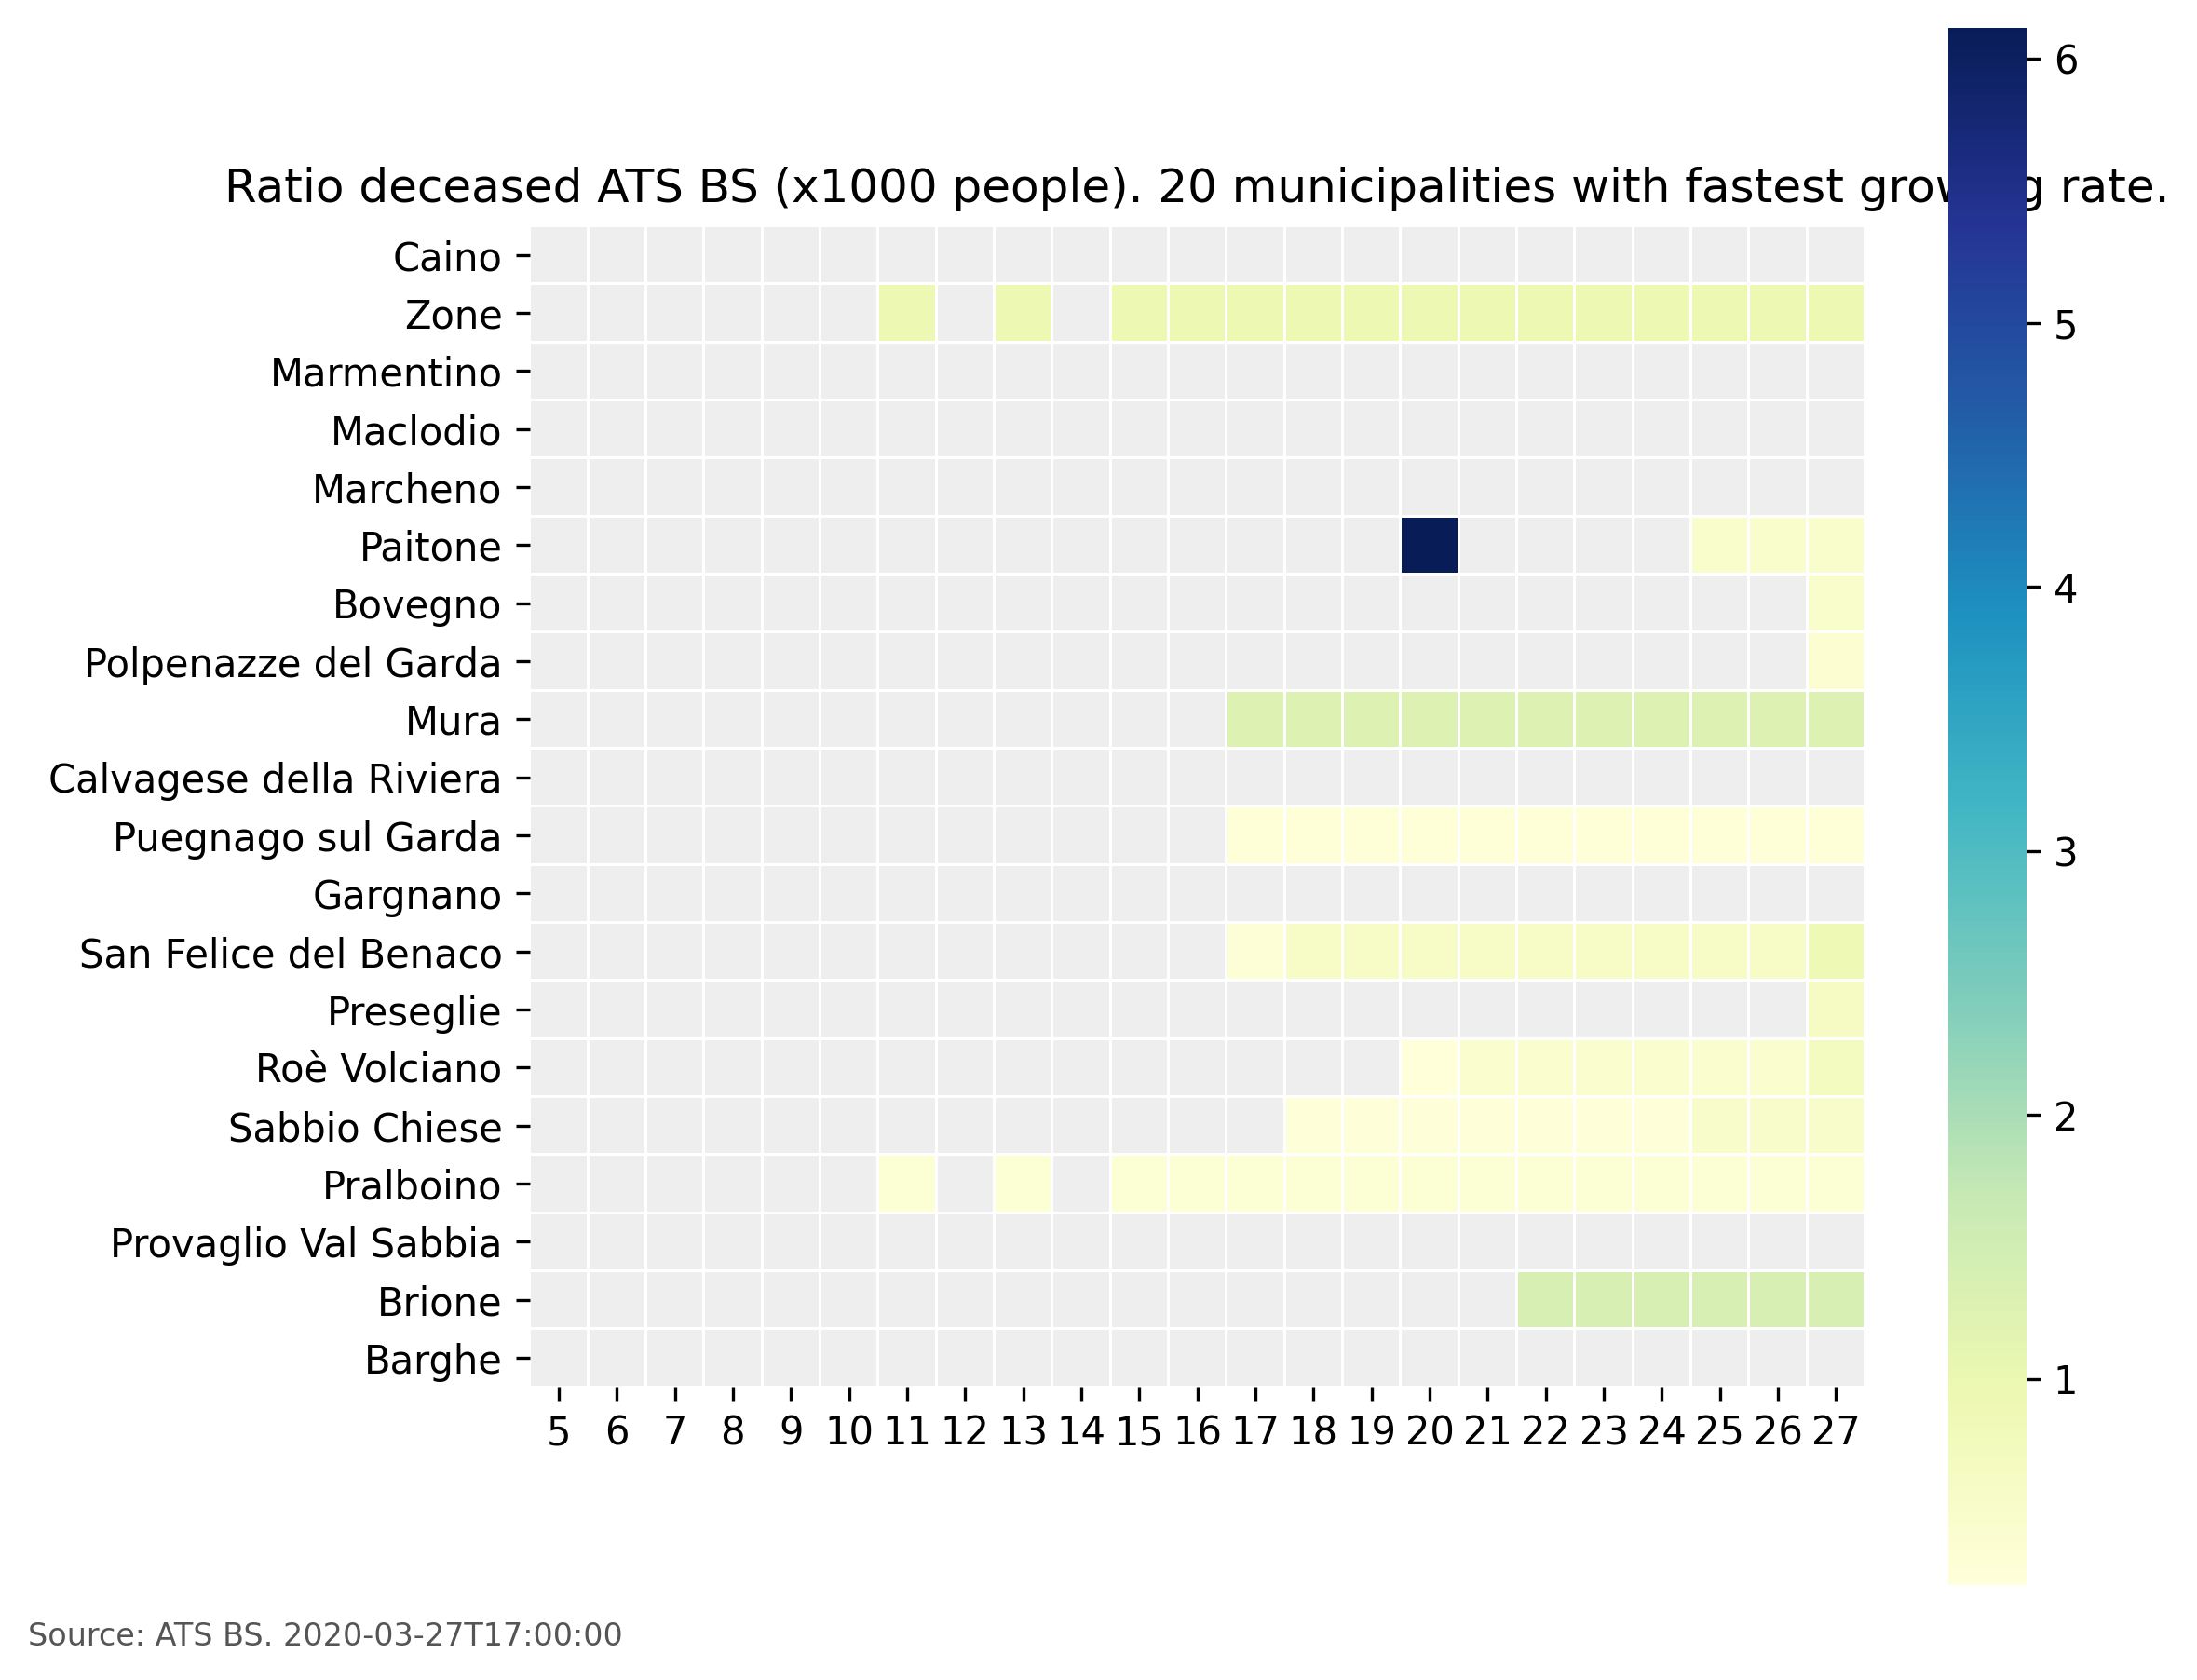 Ratio deceased ATS BS (x1000 people). 20 municipalities with fastest growing rate.
Caino
Zone
Marmentino
Maclodio
Marcheno
Paitone
Bovegno
Polpenazze del Garda
Mura
Calvagese della Riviera
Puegnago sul Garda
Gargnano
San Felice del Benaco
Preseglie
Roè Volciano
Sabbio Chiese
Pralboino
Provaglio Val Sabbia
Brione
Barghe
5 6 7 8 9 10 11 12 13 14 15 16 17 18 19 20 21 22 23 24 25 26 27
6
5
4
3
2
1
Source: ATS BS. 2020-03-27T17:00:00